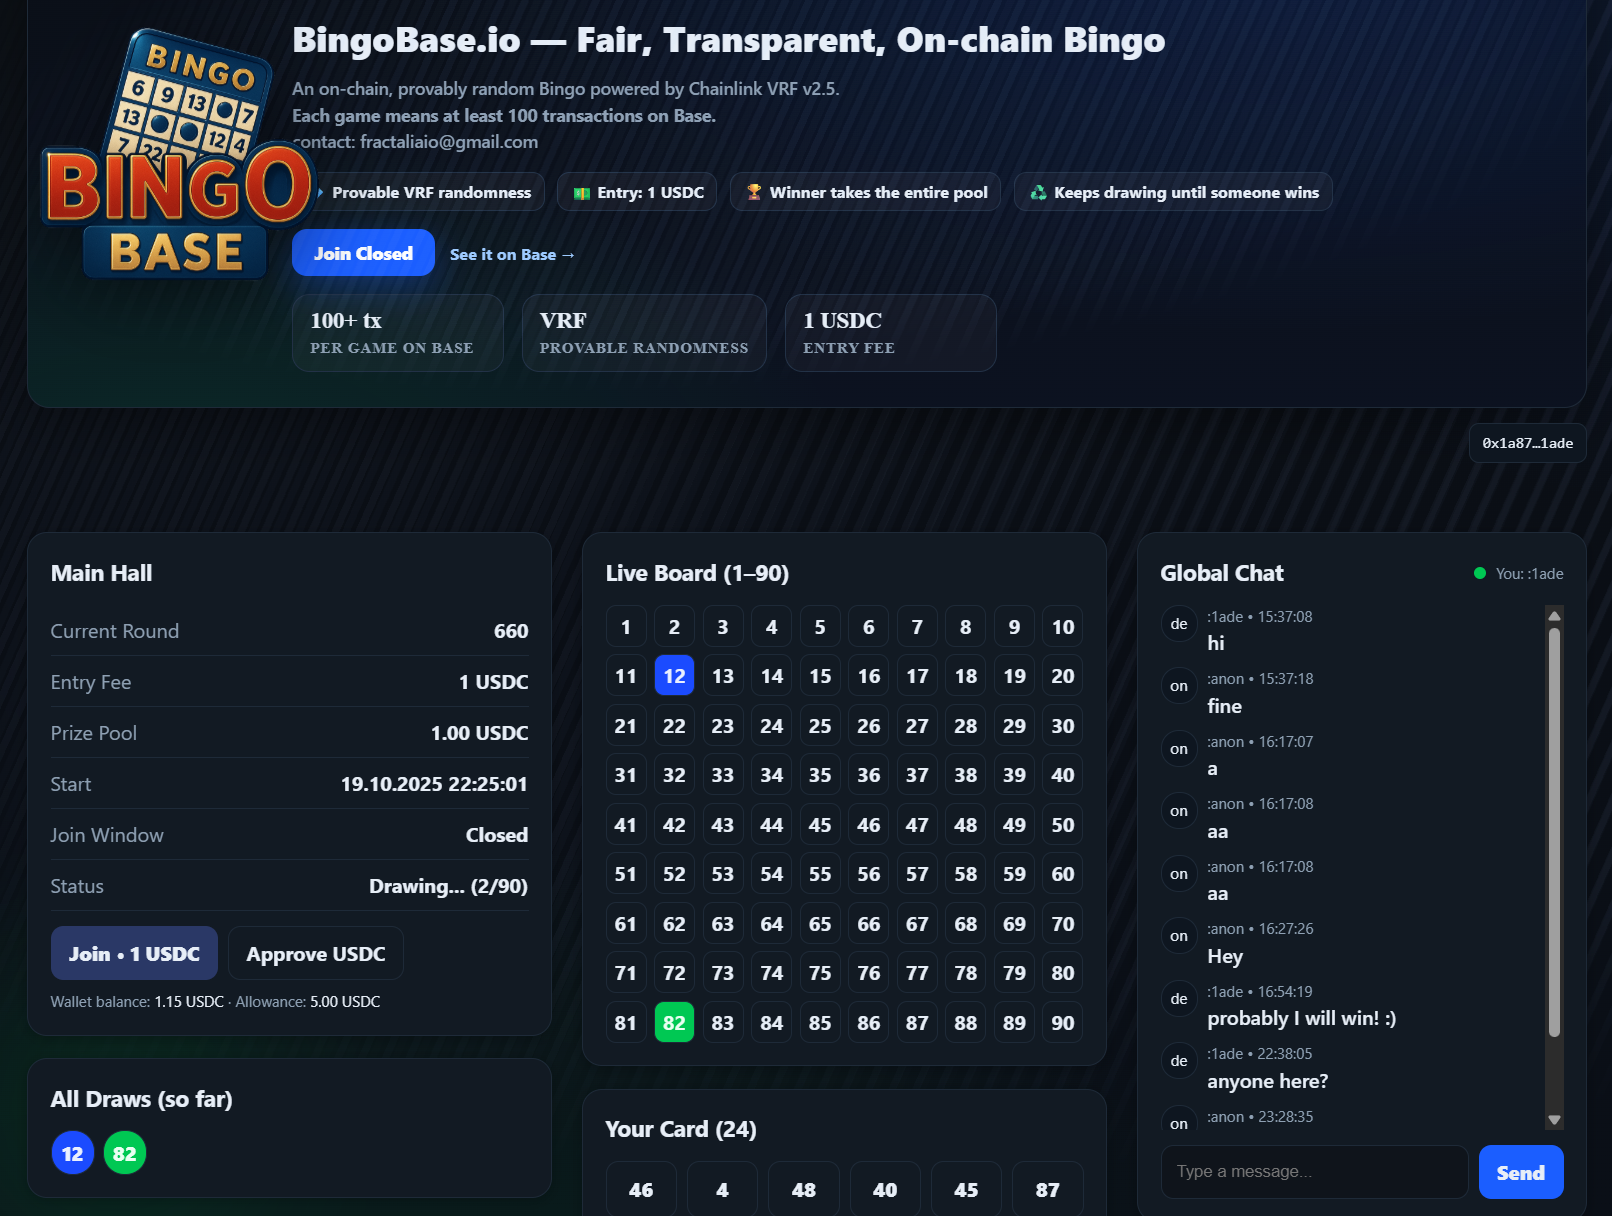 BINGO
6 9 13 7
13 12 4
7 22
BINGO
BASE
BingoBase.io — Fair, Transparent, On-chain Bingo
An on-chain, provably random Bingo powered by Chainlink VRF v2.5.
Each game means at least 100 transactions on Base.
contact: fractaliaio@gmail.com
Provable VRF randomness
Entry: 1 USDC
Winner takes the entire pool
Keeps drawing until someone wins
Join Closed
See it on Base →
100+ tx
PER GAME ON BASE
VRF
PROVABLE RANDOMNESS
1 USDC
ENTRY FEE
0x1a87…1ade
Main Hall
Current Round 660
Entry Fee 1 USDC
Prize Pool 1.00 USDC
Start 19.10.2025 22:25:01
Join Window Closed
Status Drawing... (2/90)
Join • 1 USDC
Approve USDC
Wallet balance: 1.15 USDC · Allowance: 5.00 USDC
All Draws (so far)
12 82
Live Board (1–90)
1 2 3 4 5 6 7 8 9 10
11 12 13 14 15 16 17 18 19 20
21 22 23 24 25 26 27 28 29 30
31 32 33 34 35 36 37 38 39 40
41 42 43 44 45 46 47 48 49 50
51 52 53 54 55 56 57 58 59 60
61 62 63 64 65 66 67 68 69 70
71 72 73 74 75 76 77 78 79 80
81 82 83 84 85 86 87 88 89 90
Your Card (24)
46 4 48 40 45 87
Global Chat
You: :1ade
de
:1ade • 15:37:08
hi
on
:anon • 15:37:18
fine
on
:anon • 16:17:07
a
on
:anon • 16:17:08
aa
on
:anon • 16:17:08
aa
on
:anon • 16:27:26
Hey
de
:1ade • 16:54:19
probably I will win! :)
de
:1ade • 22:38:05
anyone here?
on
:anon • 23:28:35
Type a message...
Send